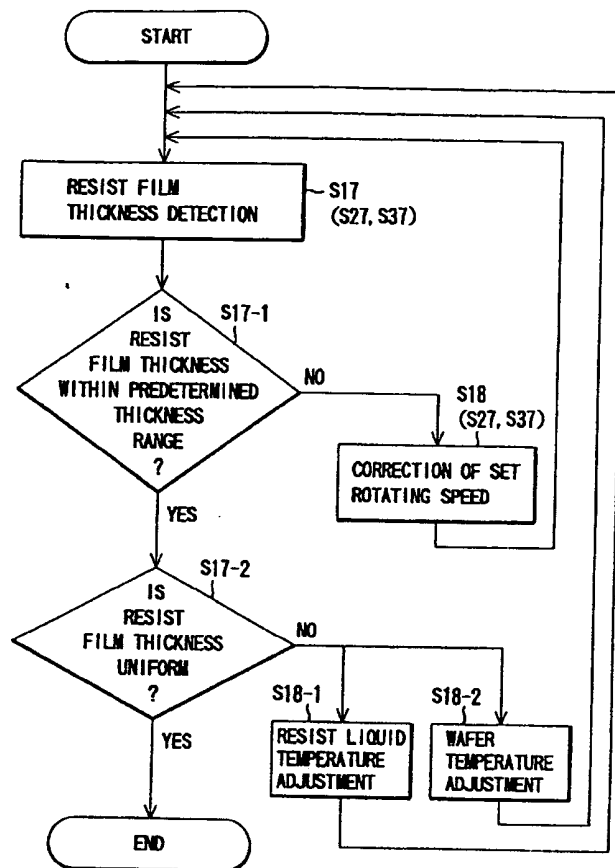 START
RESIST FILM
THICKNESS DETECTION
S17
(S27, S37)
IS
RESIST
FILM THICKNESS
WITHIN PREDETERMINED
THICKNESS
RANGE
?
S17-1
NO
YES
S18
(S27, S37)
CORRECTION OF SET
ROTATING SPEED
IS
RESIST
FILM THICKNESS
UNIFORM
?
S17-2
NO
YES
S18-1
RESIST LIQUID
TEMPERATURE
ADJUSTMENT
S18-2
WAFER
TEMPERATURE
ADJUSTMENT
END